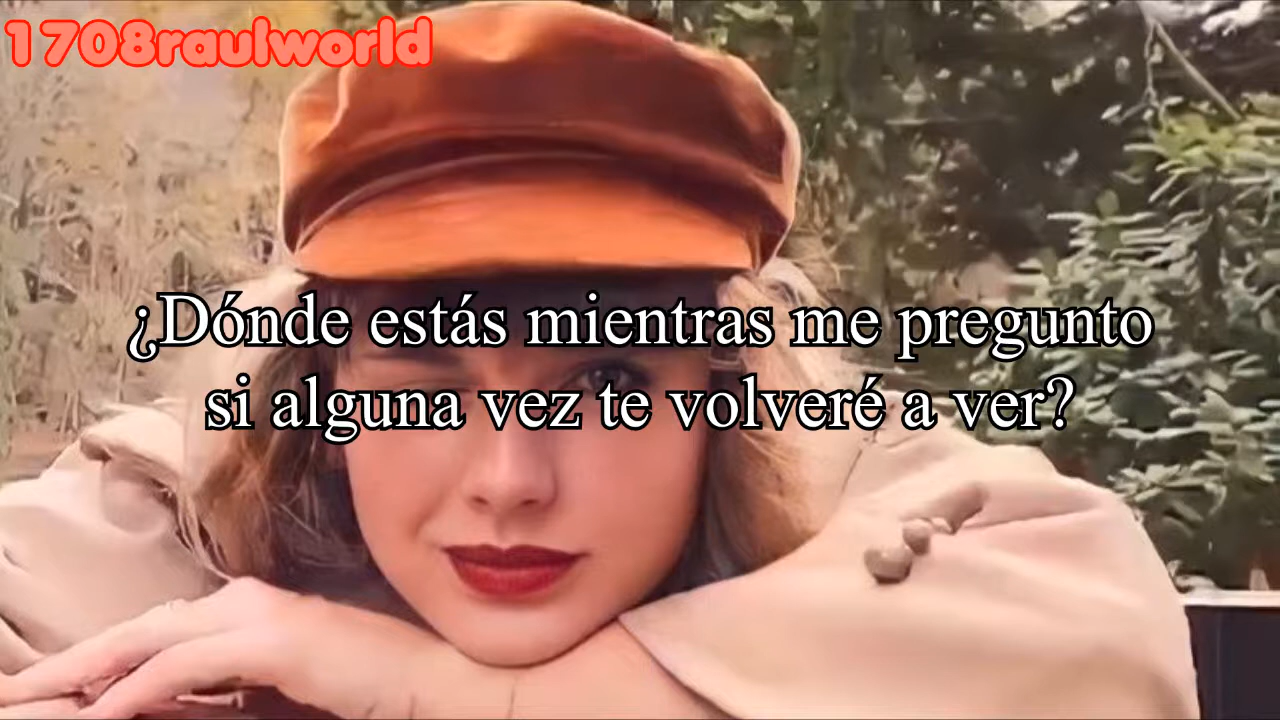 1708raulworld
¿Dónde estás mientras me pregunto
si alguna vez te volveré a ver?